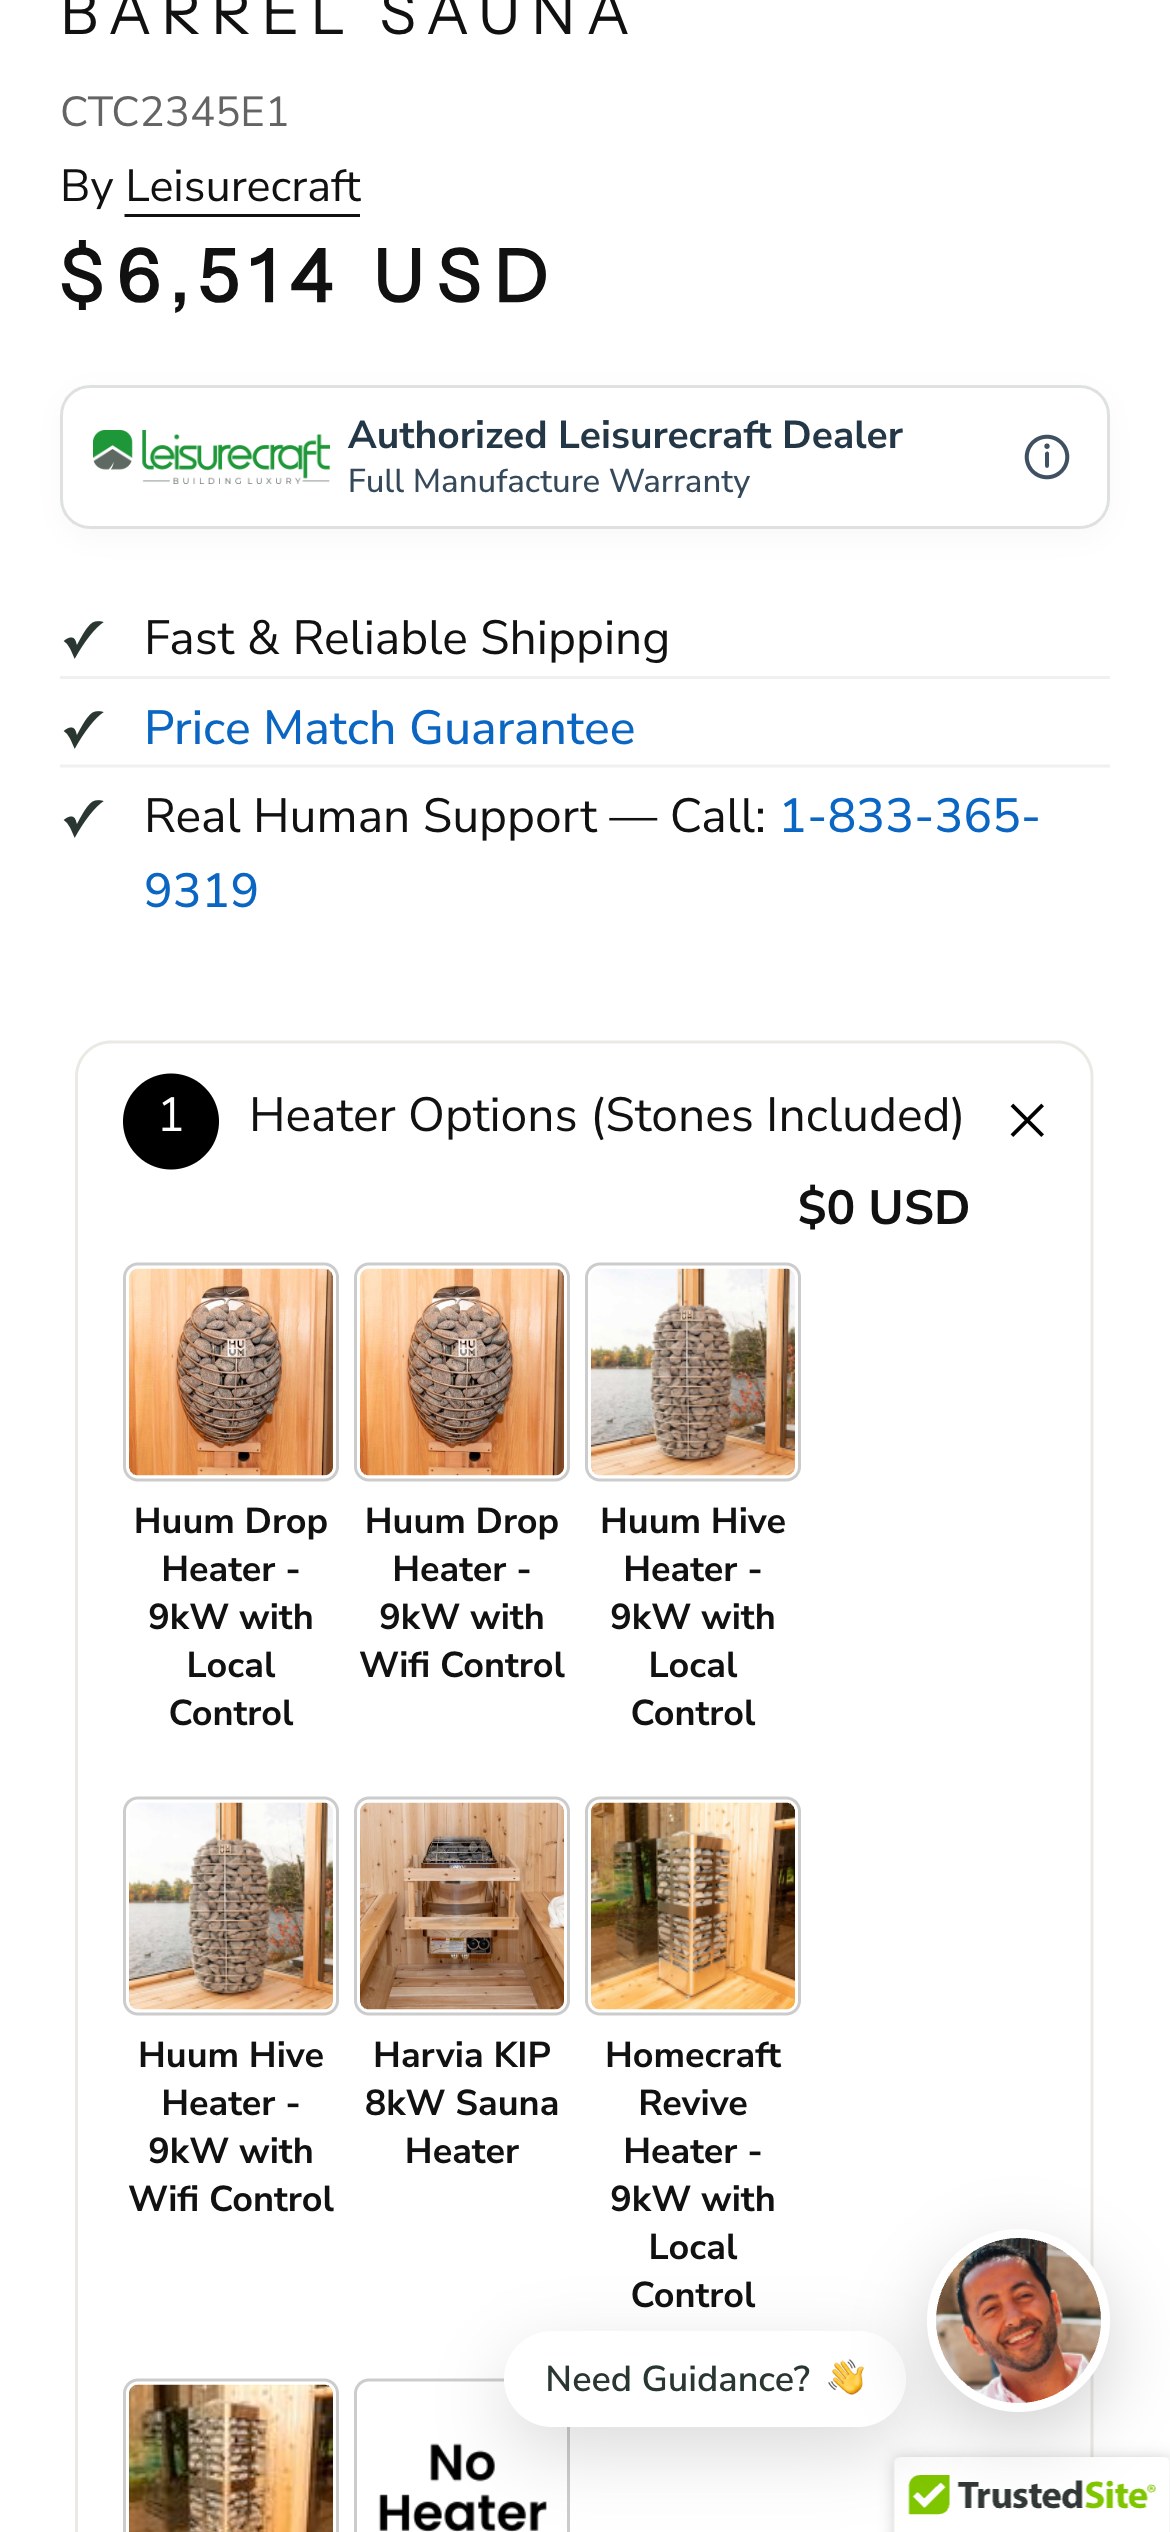 BARREL SAUNA
CTC2345E1
By Leisurecraft
$6,514 USD
leisurecraft
BUILDING LUXURY
Authorized Leisurecraft Dealer
Full Manufacture Warranty
✓ Fast & Reliable Shipping
✓ Price Match Guarantee
✓ Real Human Support — Call: 1-833-365-
9319
1 Heater Options (Stones Included)
$0 USD
HUUM
HUUM
Huum Drop
Heater -
9kW with
Local
Control
Huum Drop
Heater -
9kW with
Wifi Control
Huum Hive
Heater -
9kW with
Local
Control
Huum Hive
Heater -
9kW with
Wifi Control
Harvia KIP
8kW Sauna
Heater
Homecraft
Revive
Heater -
9kW with
Local
Control
Need Guidance? 👋
No
Heater
TrustedSite®